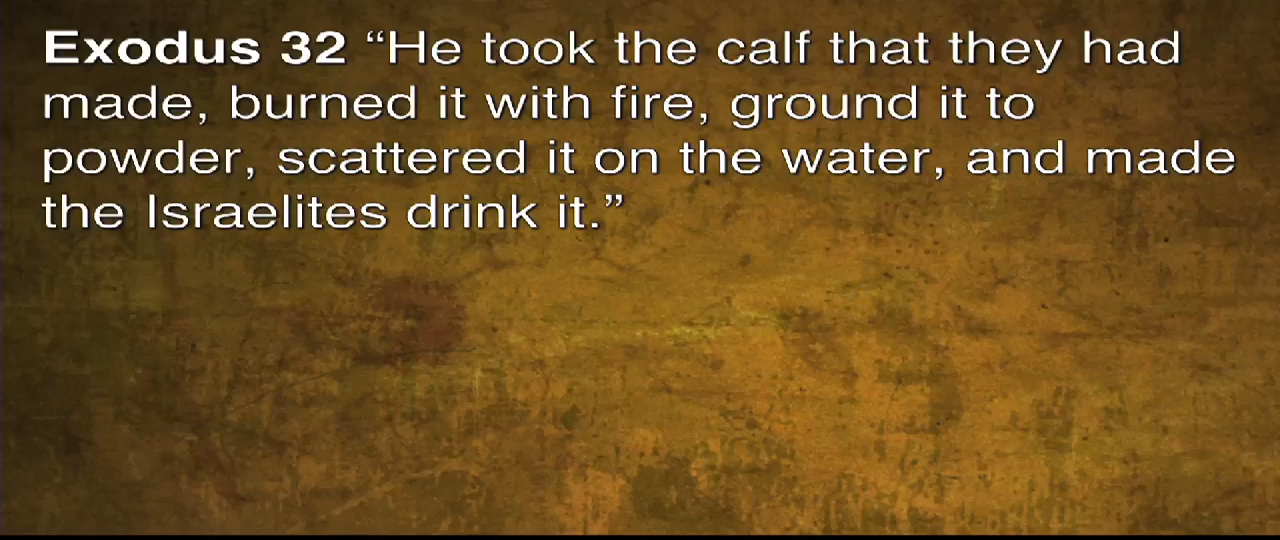 Exodus 32 “He took the calf that they had
made, burned it with fire, ground it to
powder, scattered it on the water, and made
the Israelites drink it.”